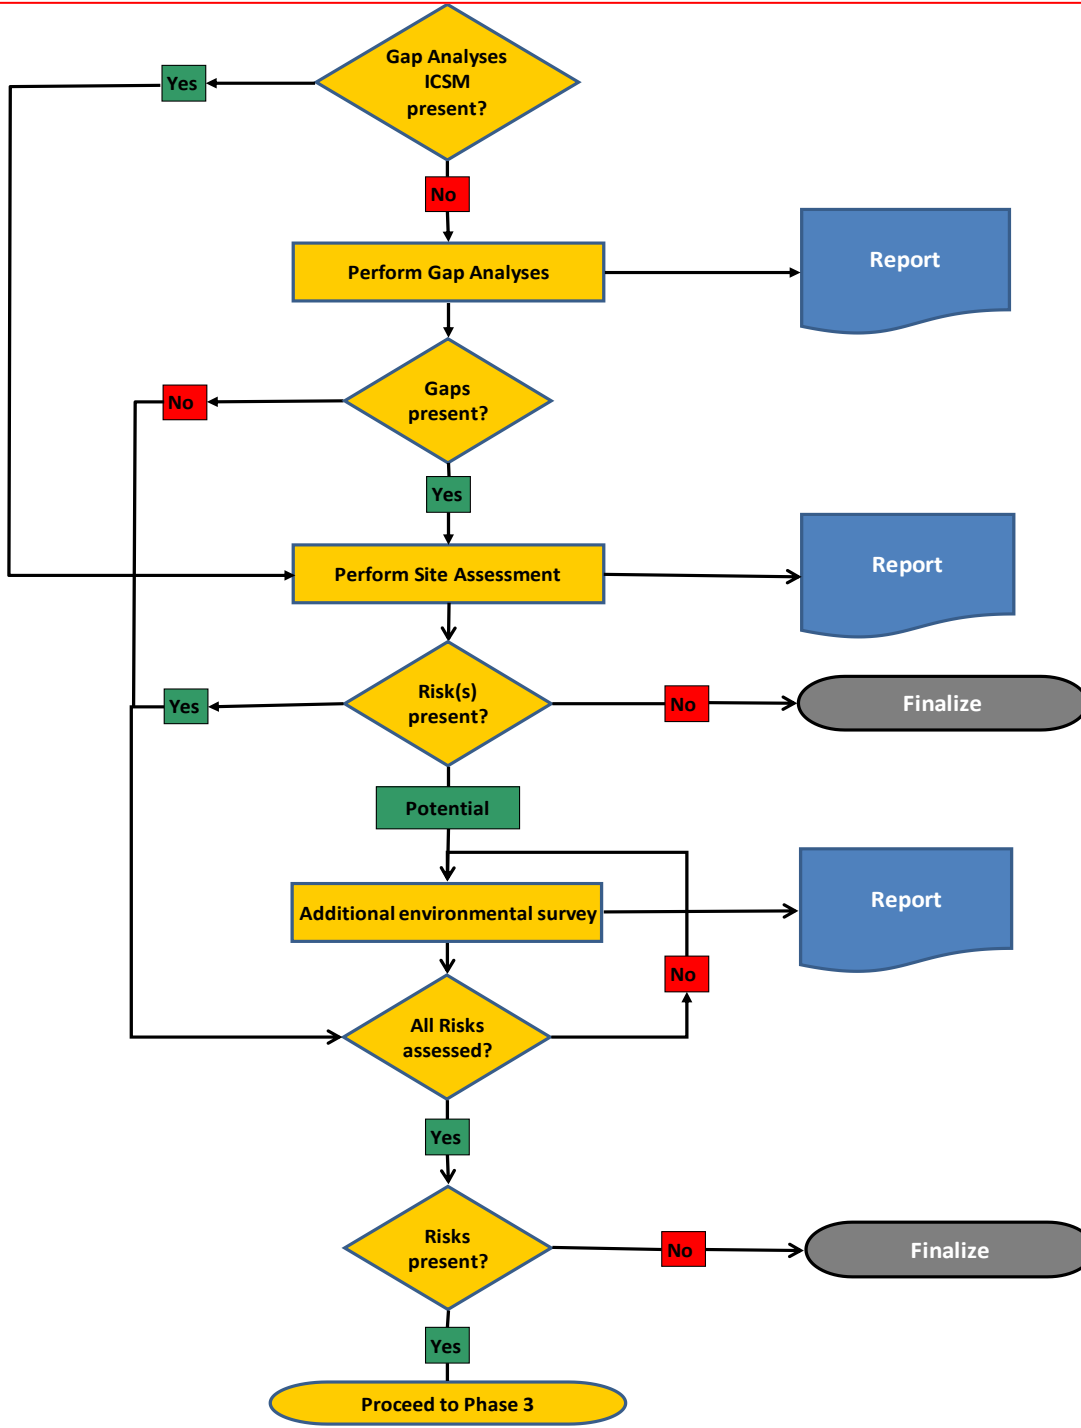 Gap Analyses
ICSM
present?
Yes
No
Perform Gap Analyses
Report
Gaps
present?
No
Yes
Perform Site Assessment
Report
Risk(s)
present?
Yes
No
Finalize
Potential
Additional environmental survey
Report
No
All Risks
assessed?
Yes
Risks
present?
No
Finalize
Yes
Proceed to Phase 3